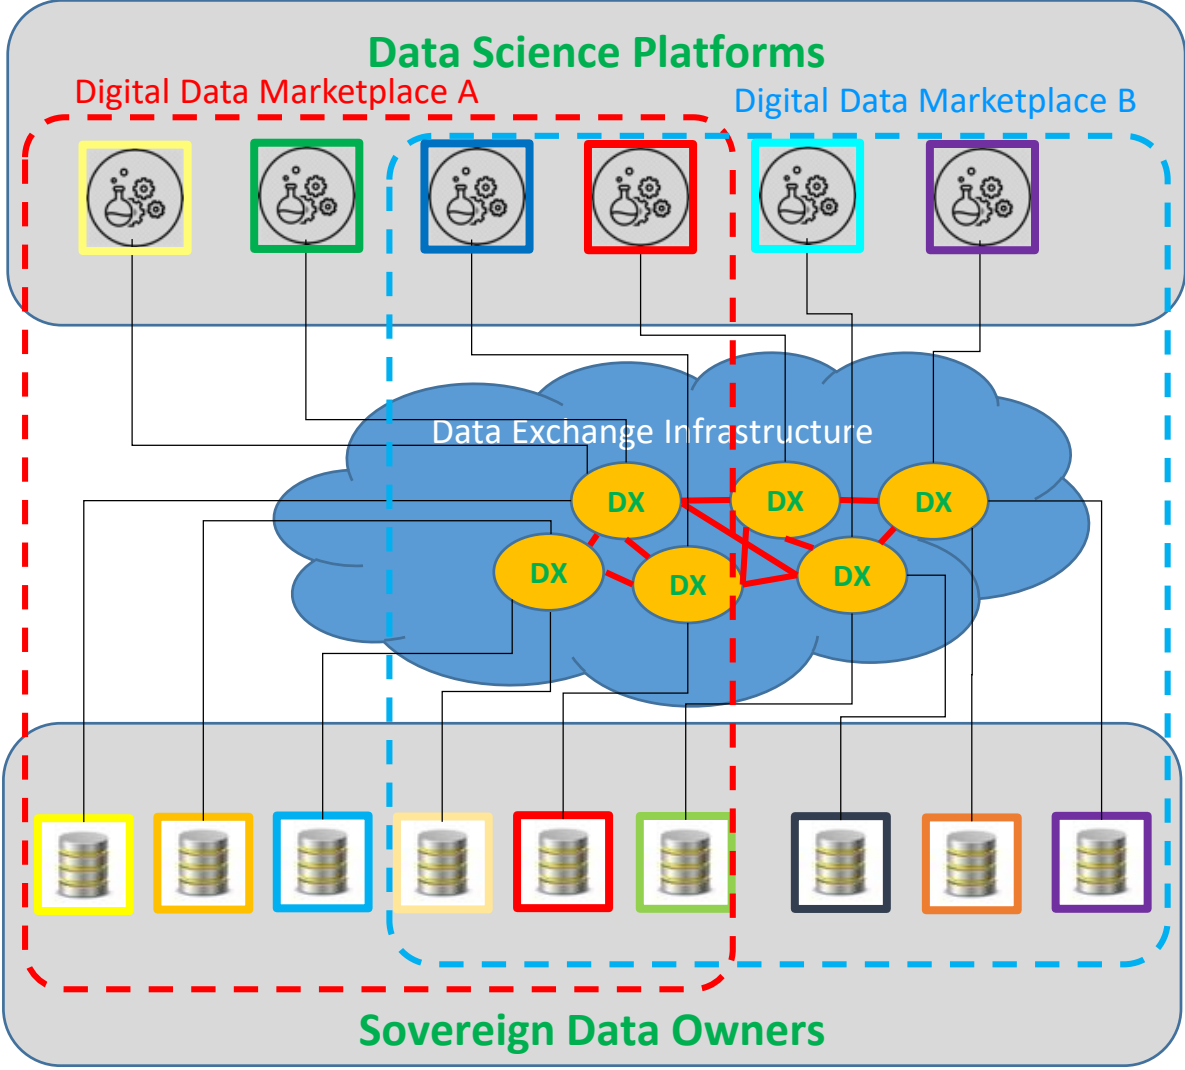 Data Science Platforms
Digital Data Marketplace A
Digital Data Marketplace B
Data Exchange Infrastructure
DX
DX
DX
DX
DX
DX
Sovereign Data Owners